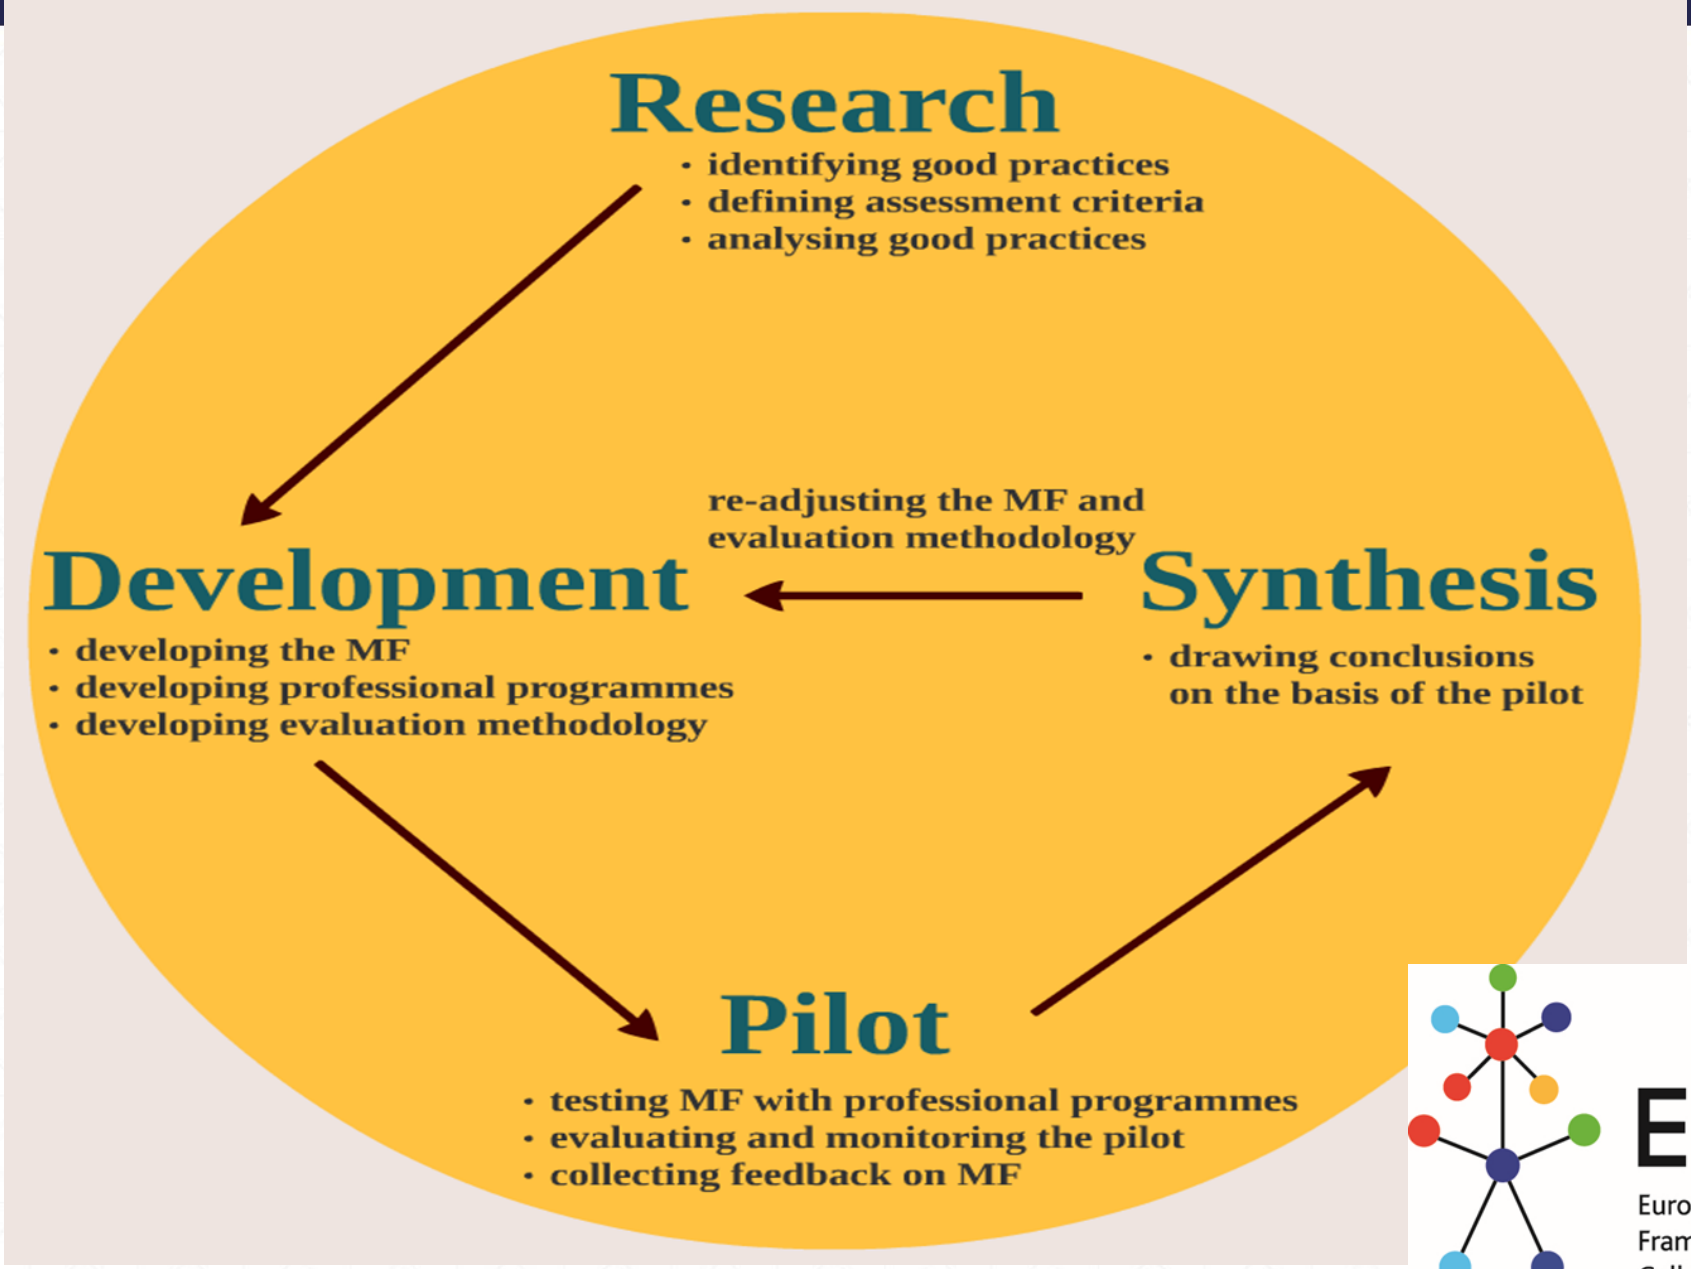 Research
• identifying good practices
• defining assessment criteria
• analysing good practices
re-adjusting the MF and
evaluation methodology
Development
• developing the MF
• developing professional programmes
• developing evaluation methodology
Synthesis
• drawing conclusions
on the basis of the pilot
Pilot
• testing MF with professional programmes
• evaluating and monitoring the pilot
• collecting feedback on MF
E
Euro
Fram